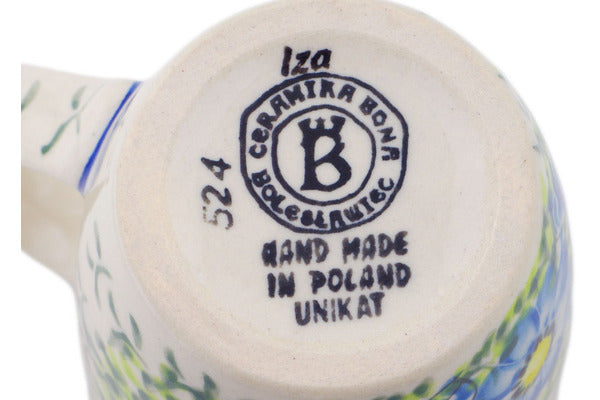 Iza
CERAMIKA BONA
B
BOLESŁAWIEC
524
HAND MADE
IN POLAND
UNIKAT